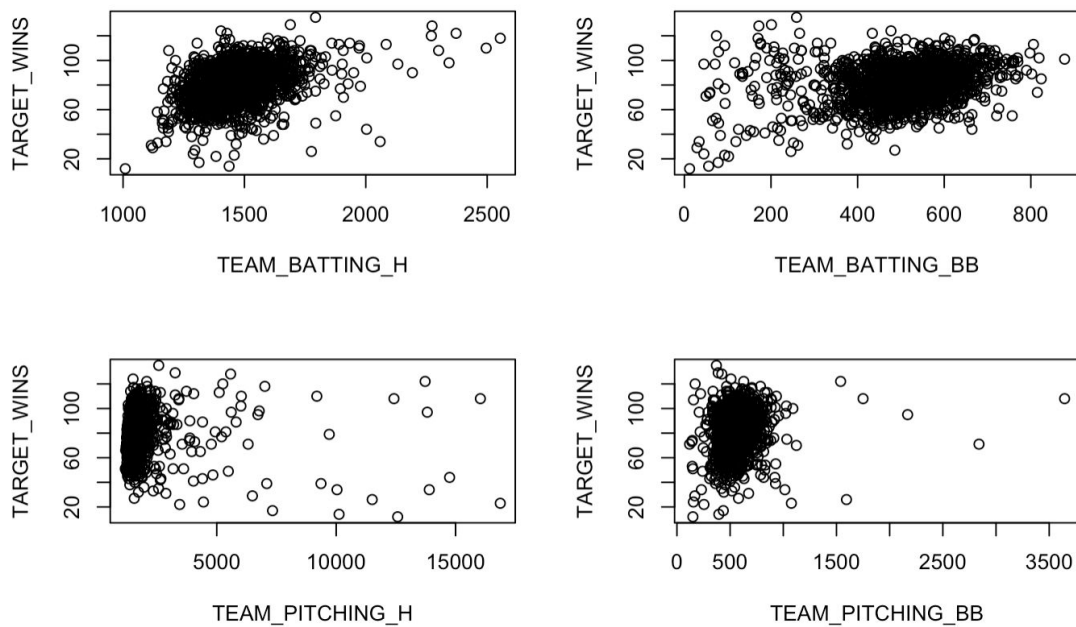 TARGET_WINS
20 60 100
1000 1500 2000 2500
TEAM_BATTING_H
TARGET_WINS
20 60 100
0 200 400 600 800
TEAM_BATTING_BB
TARGET_WINS
20 60 100
5000 10000 15000
TEAM_PITCHING_H
TARGET_WINS
20 60 100
0 500 1500 2500 3500
TEAM_PITCHING_BB